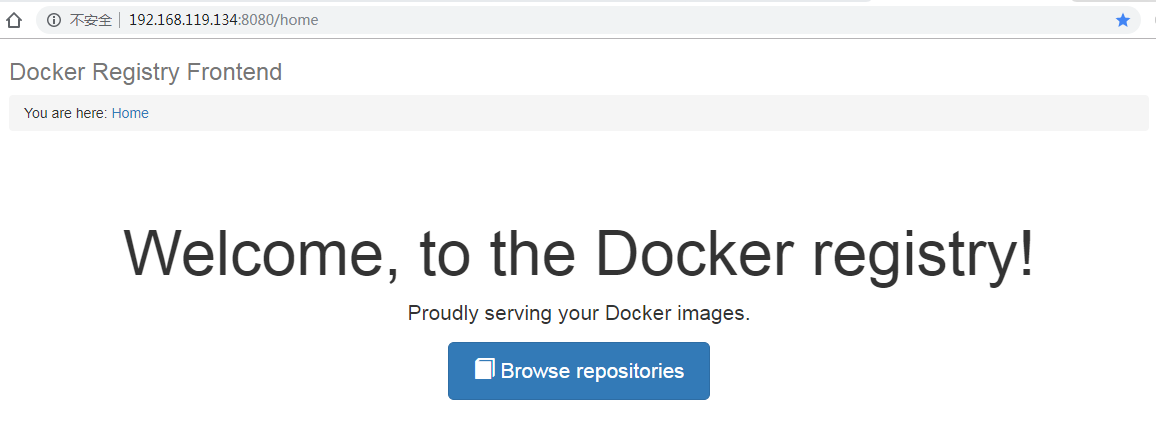 不安全 192.168.119.134:8080/home
Docker Registry Frontend
You are here: Home
Welcome, to the Docker registry!
Proudly serving your Docker images.
Browse repositories